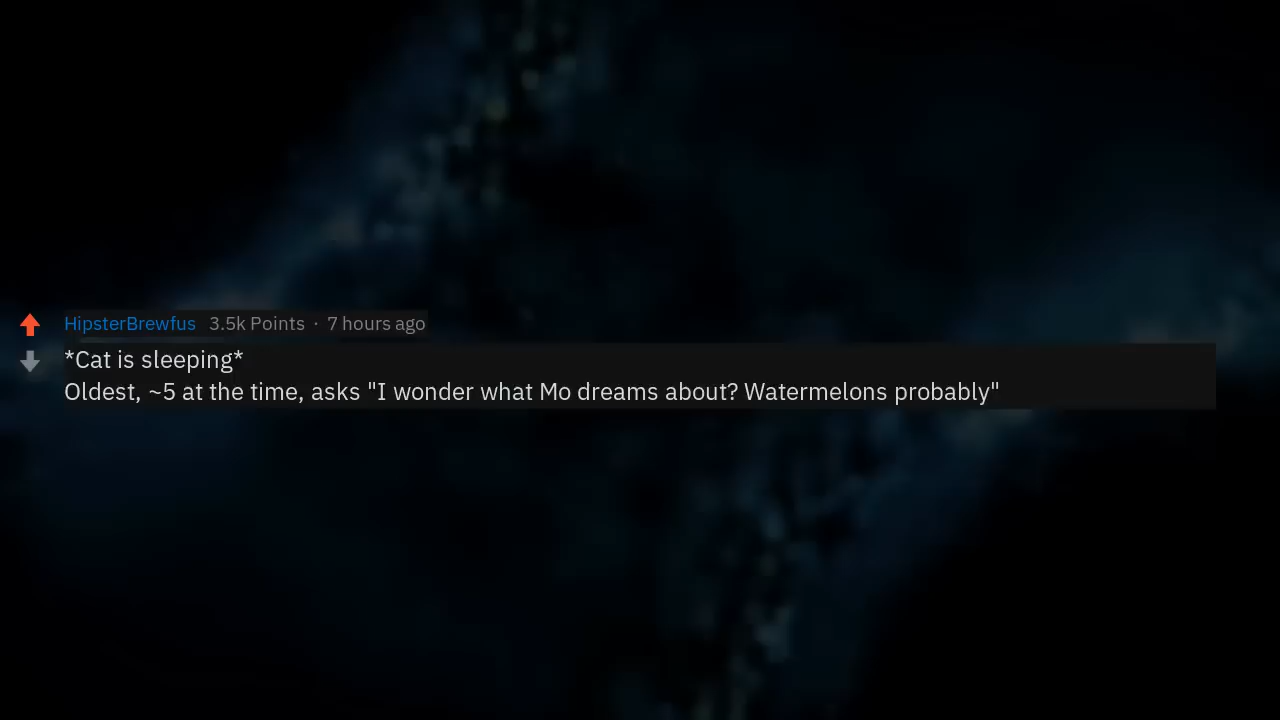 HipsterBrewfus 3.5k Points · 7 hours ago
*Cat is sleeping*
Oldest, ~5 at the time, asks "I wonder what Mo dreams about? Watermelons probably"